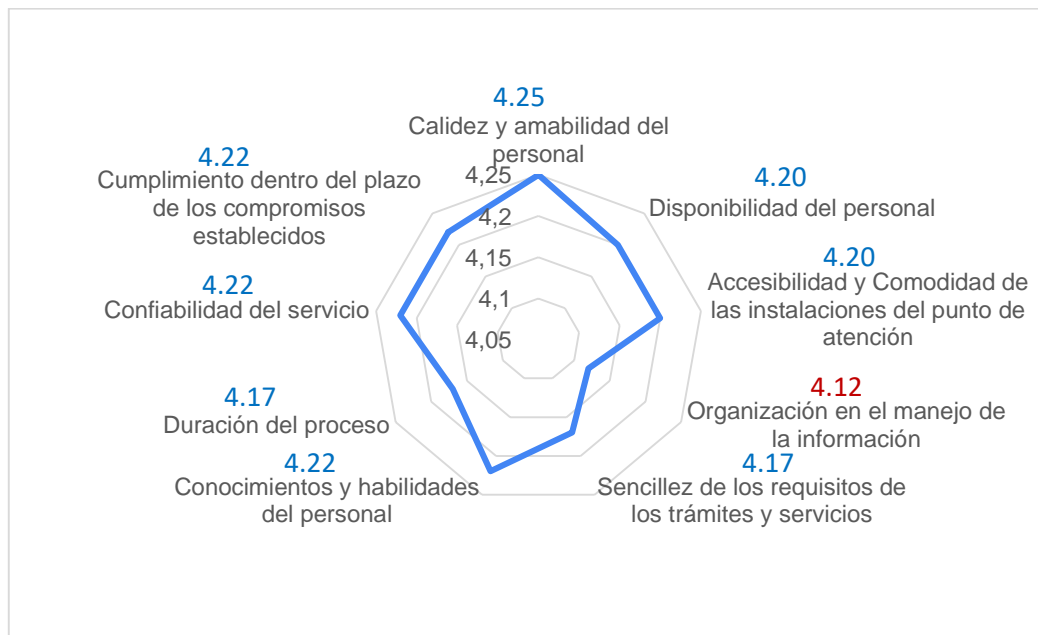 4.25
Calidez y amabilidad del
personal
4.20
Disponibilidad del personal
4.20
Accesibilidad y Comodidad de
las instalaciones del punto de
atención
4.12
Organización en el manejo de
la información
4.17
Sencillez de los requisitos de
los trámites y servicios
4.22
Conocimientos y habilidades
del personal
4.17
Duración del proceso
4.22
Confiabilidad del servicio
4.22
Cumplimiento dentro del plazo
de los compromisos
establecidos
4,25
4,2
4,15
4,1
4,05